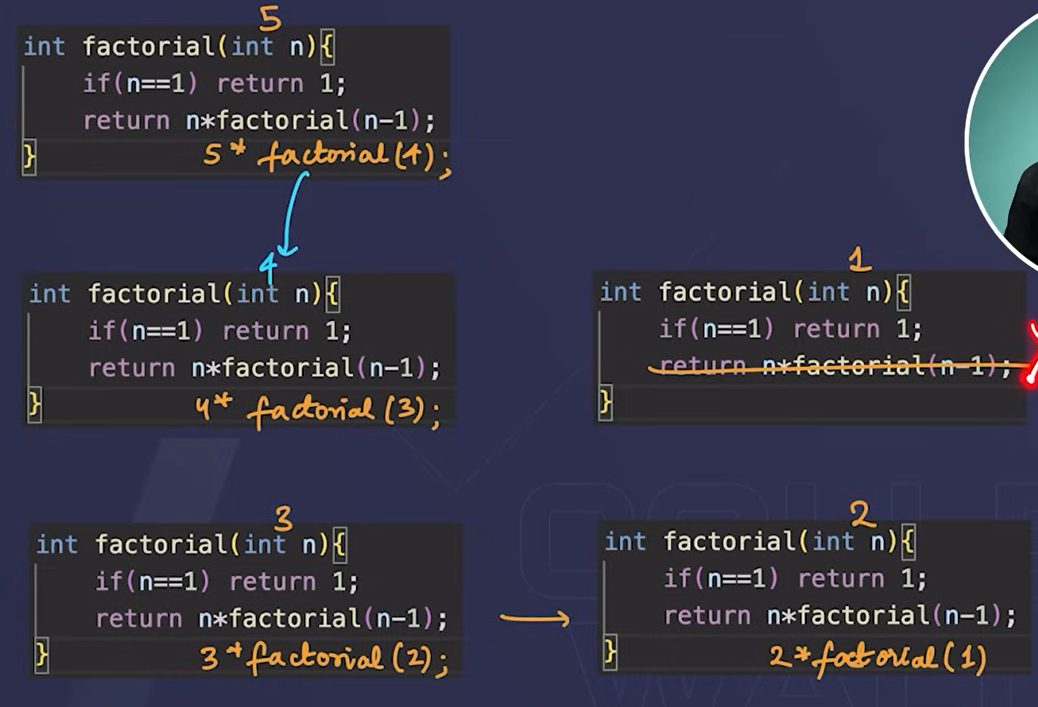 5
int factorial(int n){
if(n==1) return 1;
return n*factorial(n-1);
}
5 * factorial(4);
4
int factorial(int n){
if(n==1) return 1;
return n*factorial(n-1);
}
4* factorial(3);
3
int factorial(int n){
if(n==1) return 1;
return n*factorial(n-1);
}
3*factorial(2);
1
int factorial(int n){
if(n==1) return 1;
return n*factorial(n-1);
}
2
int factorial(int n){
if(n==1) return 1;
return n*factorial(n-1);
}
2*factorial(1)